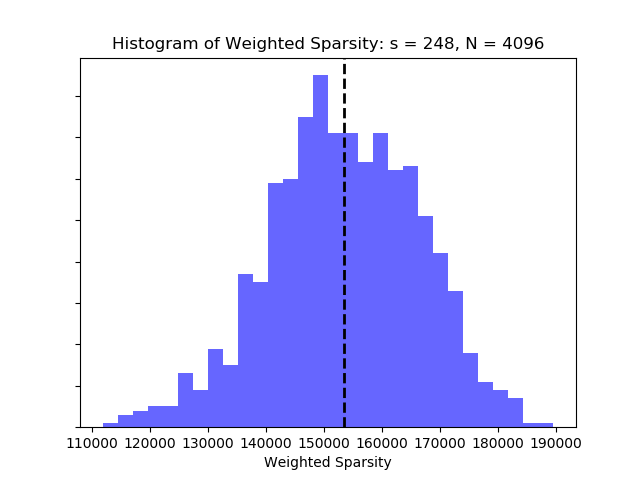 Histogram of Weighted Sparsity: s = 248, N = 4096
110000 120000 130000 140000 150000 160000 170000 180000 190000
Weighted Sparsity